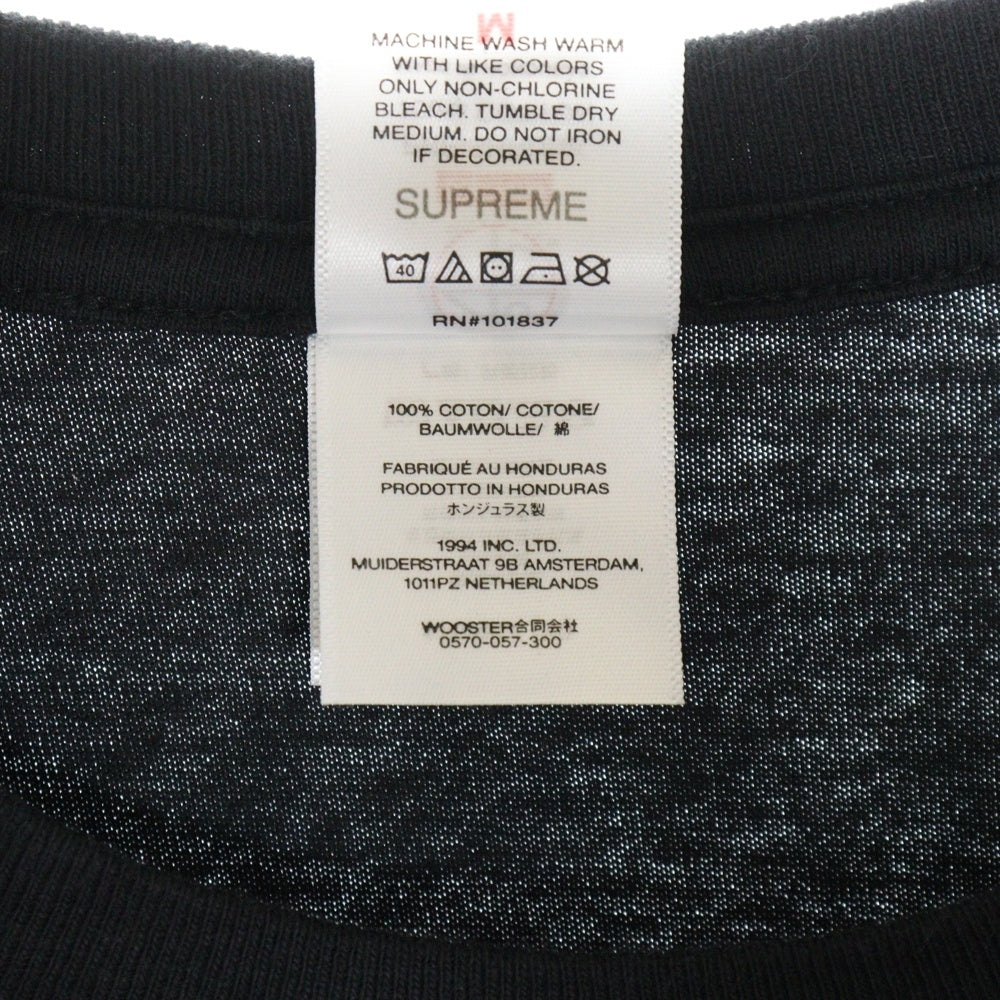 M
MACHINE WASH WARM
WITH LIKE COLORS
ONLY NON-CHLORINE
BLEACH. TUMBLE DRY
MEDIUM. DO NOT IRON
IF DECORATED.
SUPREME
40
RN#101837
100% COTON/ COTONE/
BAUMWOLLE/ 綿
FABRIQUÉ AU HONDURAS
PRODOTTO IN HONDURAS
ホンジュラス製
1994 INC. LTD.
MUIDERSTRAAT 9B AMSTERDAM,
1011PZ NETHERLANDS
WOOSTER合同会社
0570-057-300